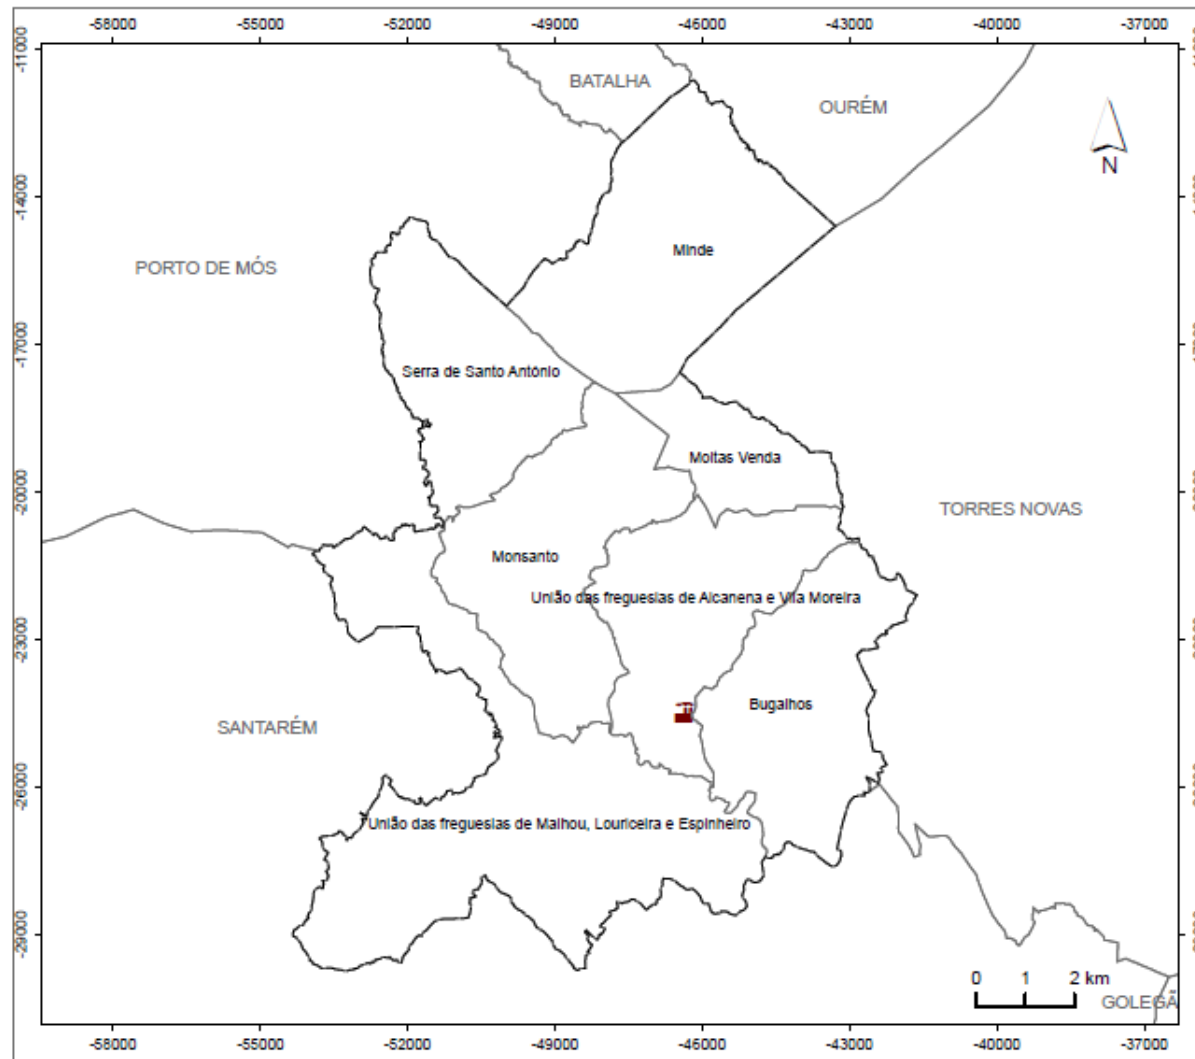 -58000 -55000 -52000 -49000 -46000 -43000 -40000 -37000
-11000
BATALHA
OURÉM
N
-14000
Minde
PORTO DE MÓS
-17000
Serra de Santo António
Moitas Venda
-20000
TORRES NOVAS
Monsanto
União das freguesias de Alcanena e Vila Moreira
-23000
Bugalhos
SANTARÉM
-26000
União das freguesias de Malhou, Louriceira e Espinheiro
-29000
0 1 2 km
GOLEGÃ
-58000 -55000 -52000 -49000 -46000 -43000 -40000 -37000